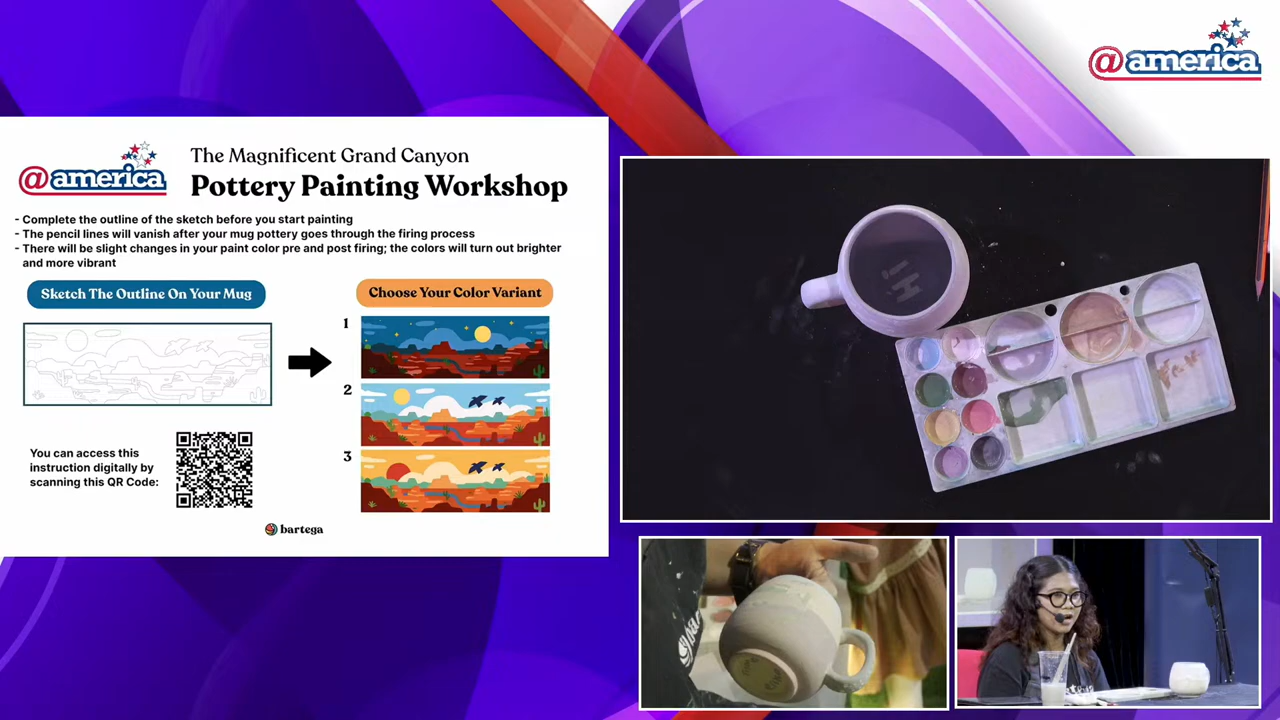 @america
@america
The Magnificent Grand Canyon
Pottery Painting Workshop
- Complete the outline of the sketch before you start painting
- The pencil lines will vanish after your mug pottery goes through the firing process
- There will be slight changes in your paint color pre and post firing; the colors will turn out brighter
and more vibrant
Sketch The Outline On Your Mug
Choose Your Color Variant
1
2
3
You can access this
instruction digitally by
scanning this QR Code:
bartega